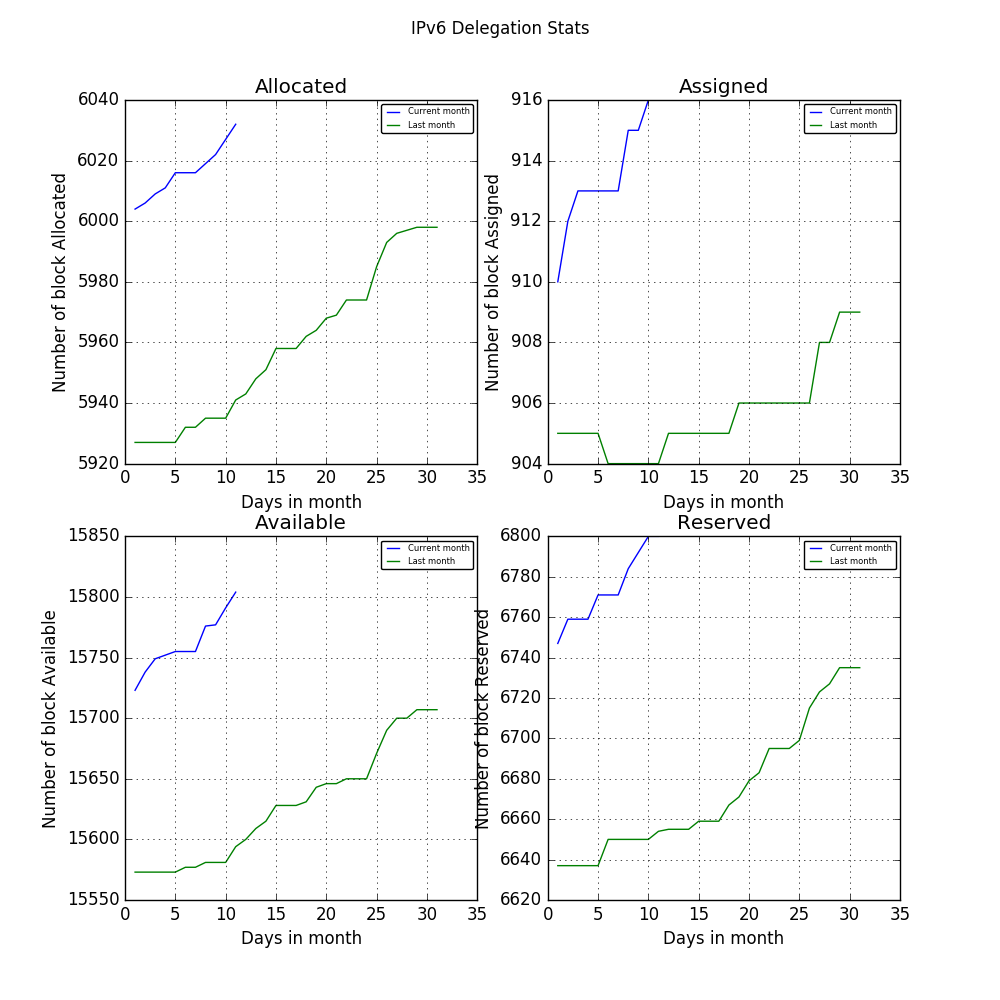 IPv6 Delegation Stats
Allocated
Number of block Allocated
6040
6020
6000
5980
5960
5940
5920
Current month
Last month
0 5 10 15 20 25 30 35
Days in month
Assigned
Number of block Assigned
916
914
912
910
908
906
904
Current month
Last month
0 5 10 15 20 25 30 35
Days in month
Available
Number of block Available
15850
15800
15750
15700
15650
15600
15550
Current month
Last month
0 5 10 15 20 25 30 35
Days in month
Reserved
Number of block Reserved
6800
6780
6760
6740
6720
6700
6680
6660
6640
6620
Current month
Last month
0 5 10 15 20 25 30 35
Days in month